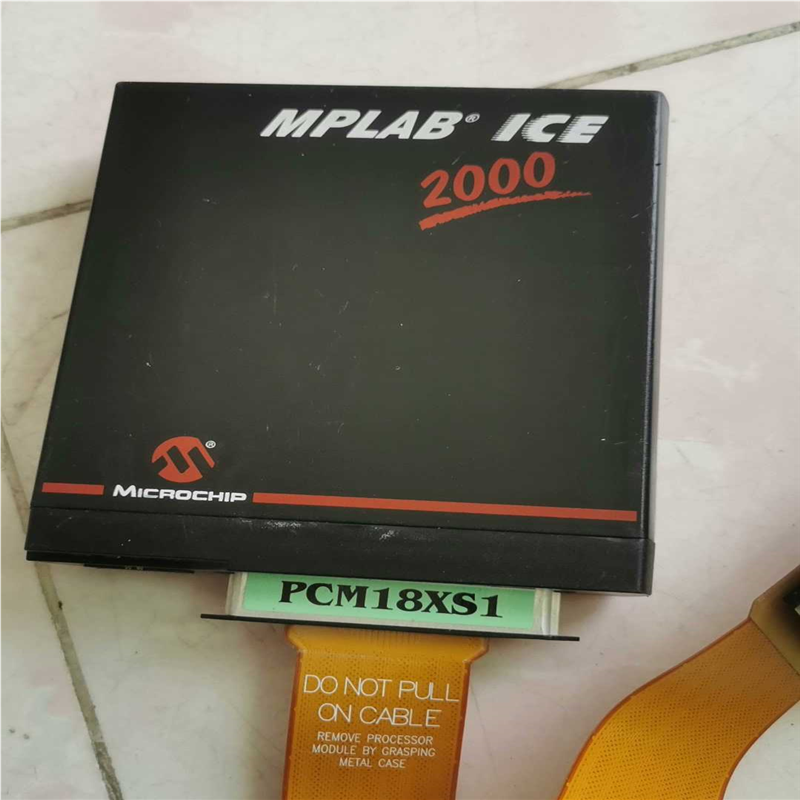 MPLAB® ICE
2000
®
MICROCHIP
PCM18XS1
DO NOT PULL
ON CABLE
REMOVE PROCESSOR
MODULE BY GRASPING
METAL CASE